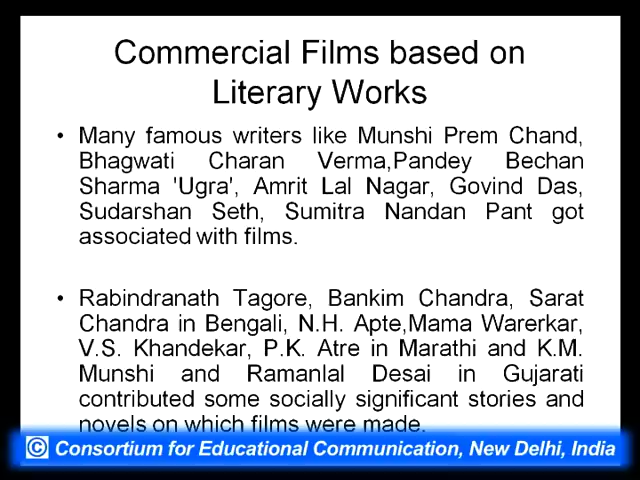 Commercial Films based on
Literary Works
• Many famous writers like Munshi Prem Chand,
Bhagwati Charan Verma,Pandey Bechan
Sharma 'Ugra', Amrit Lal Nagar, Govind Das,
Sudarshan Seth, Sumitra Nandan Pant got
associated with films.
• Rabindranath Tagore, Bankim Chandra, Sarat
Chandra in Bengali, N.H. Apte,Mama Warerkar,
V.S. Khandekar, P.K. Atre in Marathi and K.M.
Munshi and Ramanlal Desai in Gujarati
contributed some socially significant stories and
novels on which films were made.
© Consortium for Educational Communication, New Delhi, India